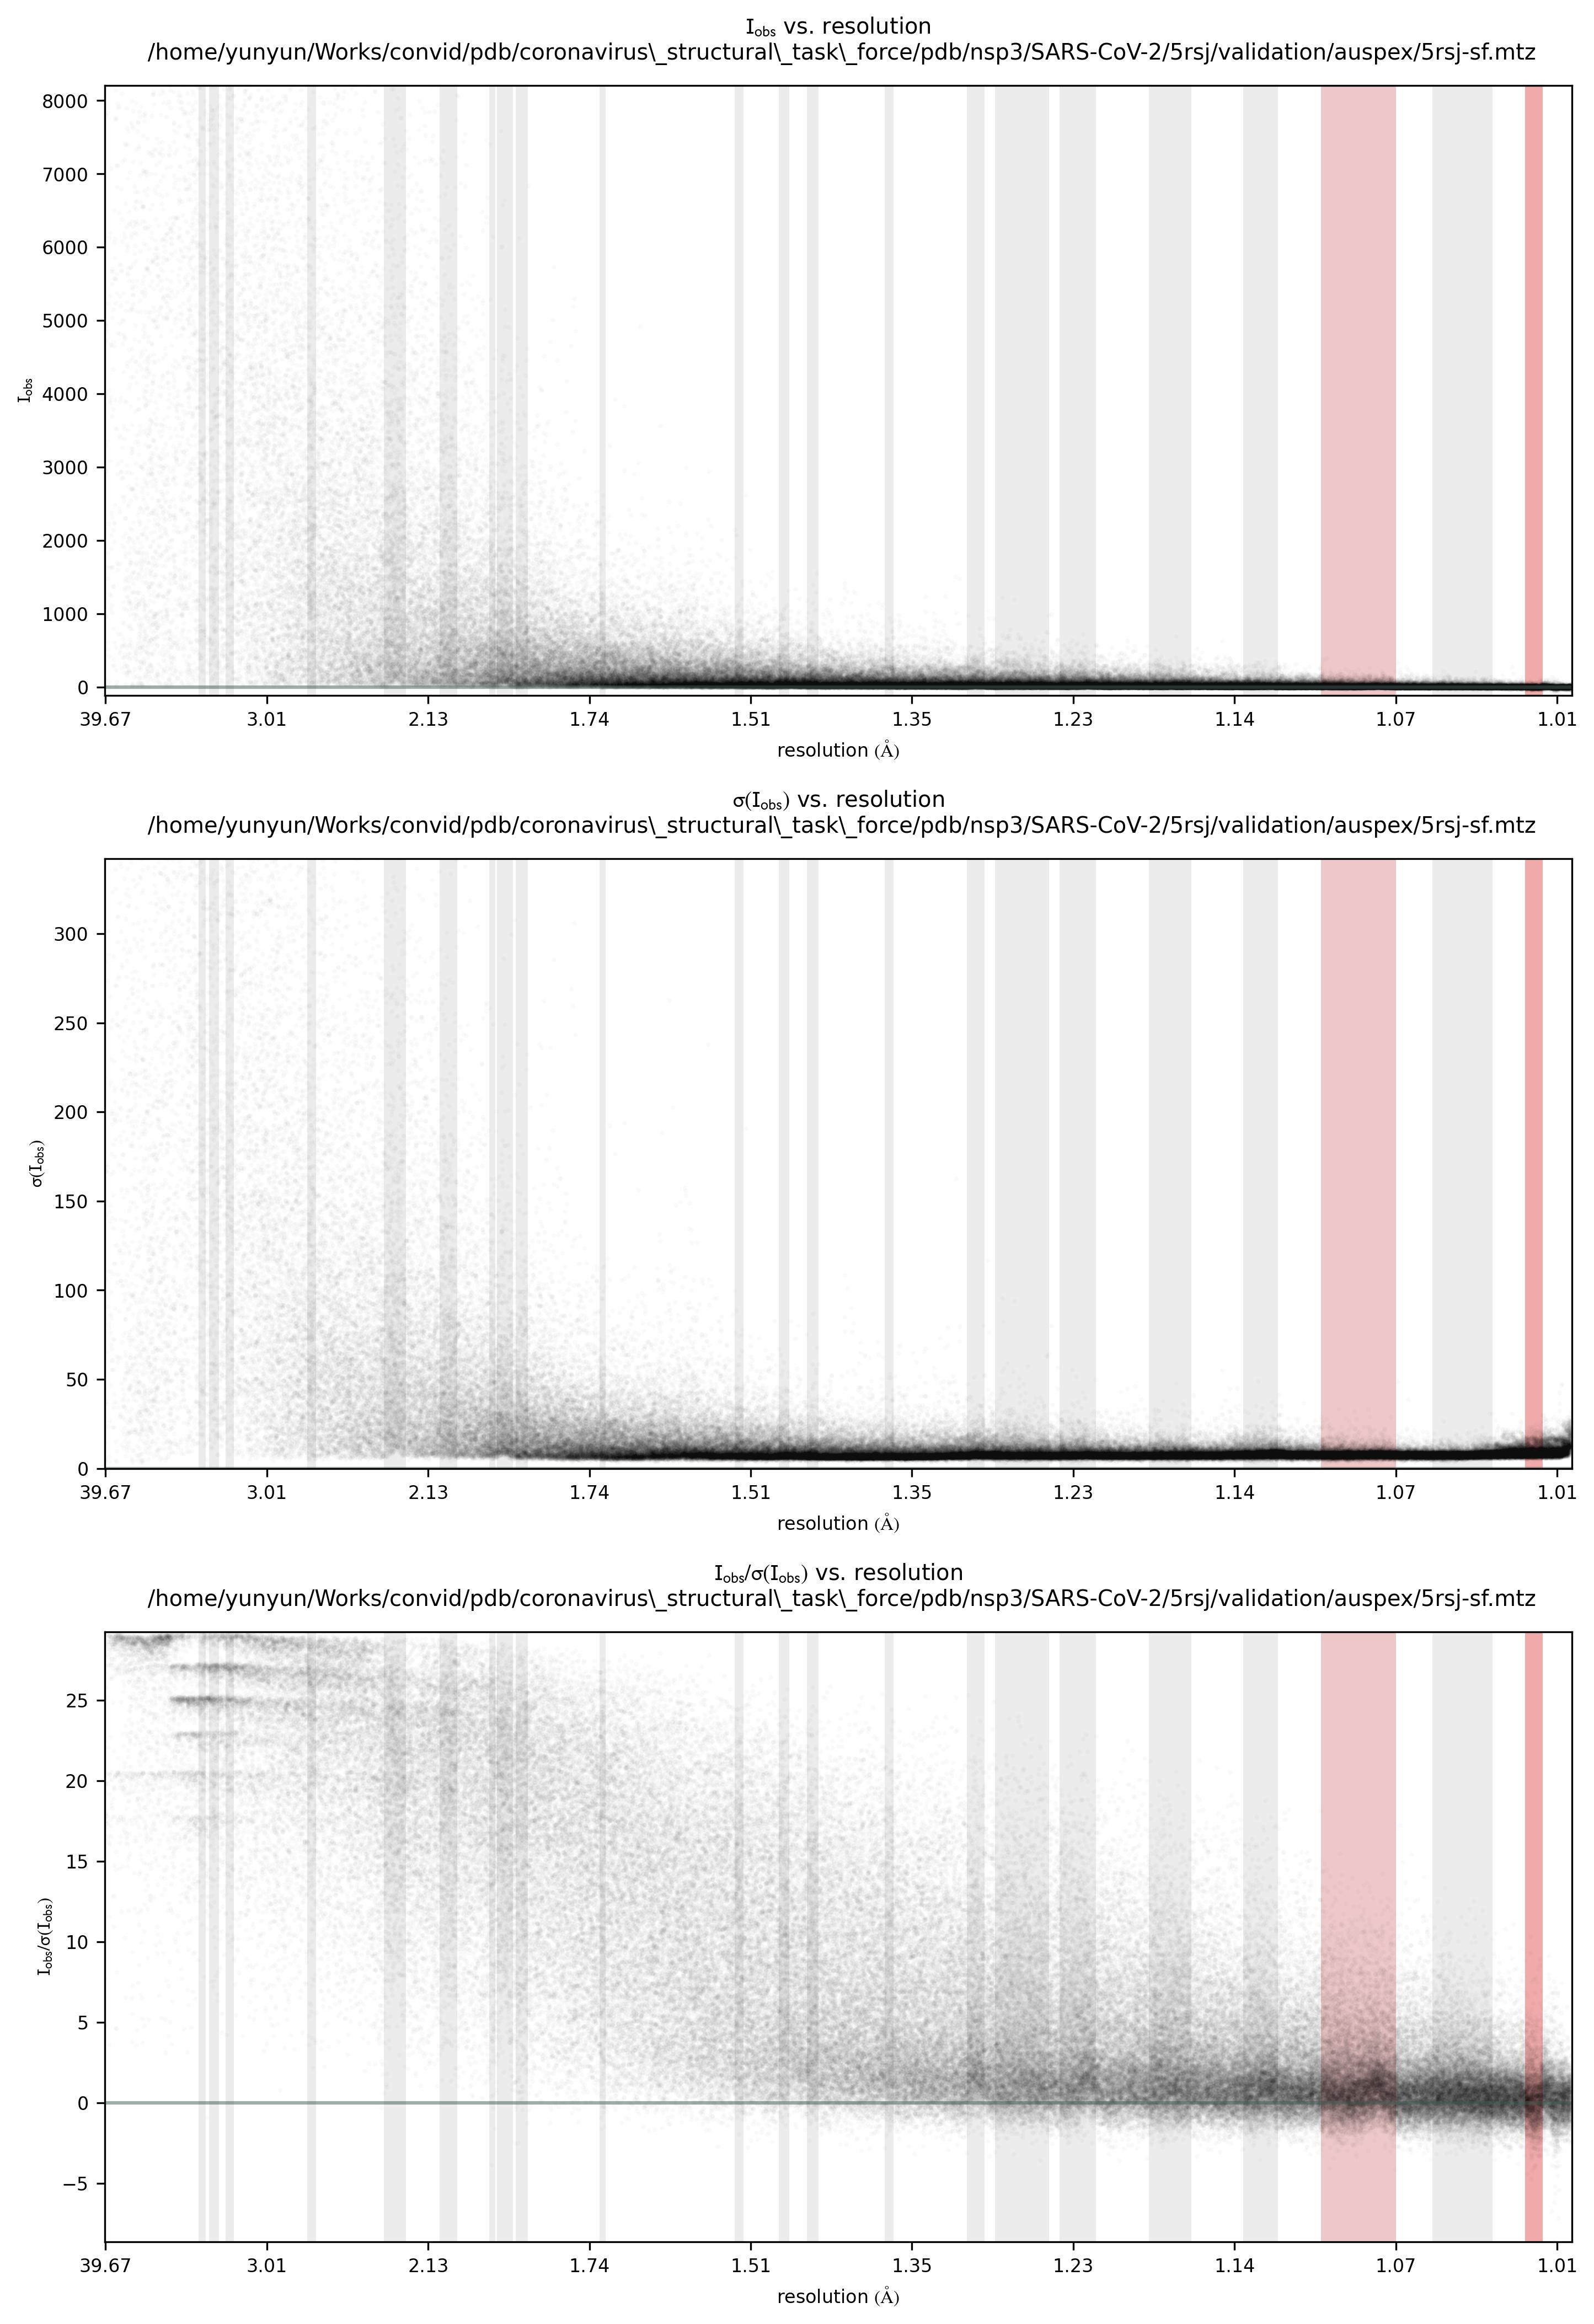 Iobs vs. resolution
/home/yunyun/Works/convid/pdb/coronavirus\_structural\_task\_force/pdb/nsp3/SARS-CoV-2/5rsj/validation/auspex/5rsj-sf.mtz
8000
7000
6000
5000
4000
3000
2000
1000
0
Iobs
39.67 3.01 2.13 1.74 1.51 1.35 1.23 1.14 1.07 1.01
resolution (Å)
σ(Iobs) vs. resolution
/home/yunyun/Works/convid/pdb/coronavirus\_structural\_task\_force/pdb/nsp3/SARS-CoV-2/5rsj/validation/auspex/5rsj-sf.mtz
300
250
200
150
100
50
0
σ(Iobs)
39.67 3.01 2.13 1.74 1.51 1.35 1.23 1.14 1.07 1.01
resolution (Å)
Iobs/σ(Iobs) vs. resolution
/home/yunyun/Works/convid/pdb/coronavirus\_structural\_task\_force/pdb/nsp3/SARS-CoV-2/5rsj/validation/auspex/5rsj-sf.mtz
25
20
15
10
5
0
−5
Iobs/σ(Iobs)
39.67 3.01 2.13 1.74 1.51 1.35 1.23 1.14 1.07 1.01
resolution (Å)